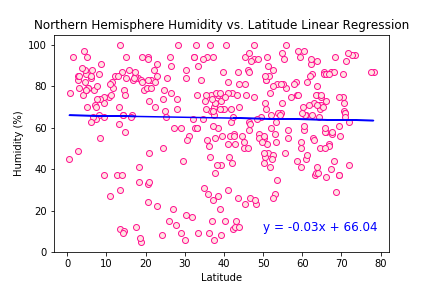 Northern Hemisphere Humidity vs. Latitude Linear Regression
100
80
60
40
20
0
Humidity (%)
y = -0.03x + 66.04
0 10 20 30 40 50 60 70 80
Latitude